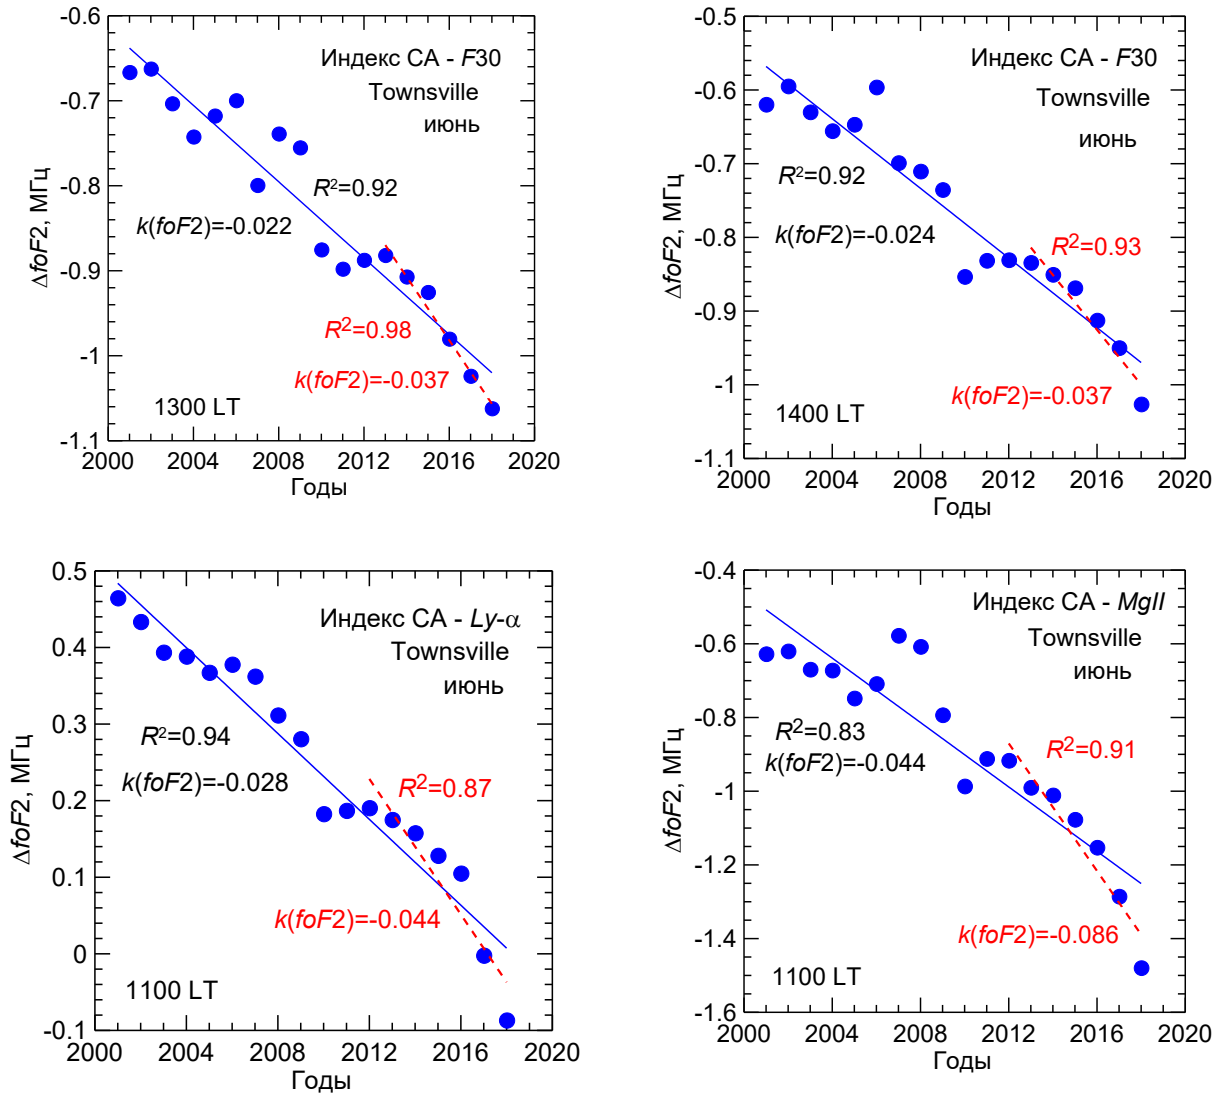 -0.6
-0.7
-0.8
-0.9
-1
-1.1
ΔfoF2, МГц
Индекс СА - F30
Townsville
июнь
R²=0.92
k(foF2)=-0.022
R²=0.98
k(foF2)=-0.037
1300 LT
2000 2004 2008 2012 2016 2020
Годы
-0.5
-0.6
-0.7
-0.8
-0.9
-1
-1.1
ΔfoF2, МГц
Индекс СА - F30
Townsville
июнь
R²=0.92
k(foF2)=-0.024
R²=0.93
k(foF2)=-0.037
1400 LT
2000 2004 2008 2012 2016 2020
Годы
0.5
0.4
0.3
0.2
0.1
0
-0.1
ΔfoF2, МГц
Индекс СА - Ly-α
Townsville
июнь
R²=0.94
k(foF2)=-0.028
R²=0.87
k(foF2)=-0.044
1100 LT
2000 2004 2008 2012 2016 2020
Годы
-0.4
-0.6
-0.8
-1
-1.2
-1.4
-1.6
ΔfoF2, МГц
Индекс СА - MgII
Townsville
июнь
R²=0.83
k(foF2)=-0.044
R²=0.91
k(foF2)=-0.086
1100 LT
2000 2004 2008 2012 2016 2020
Годы